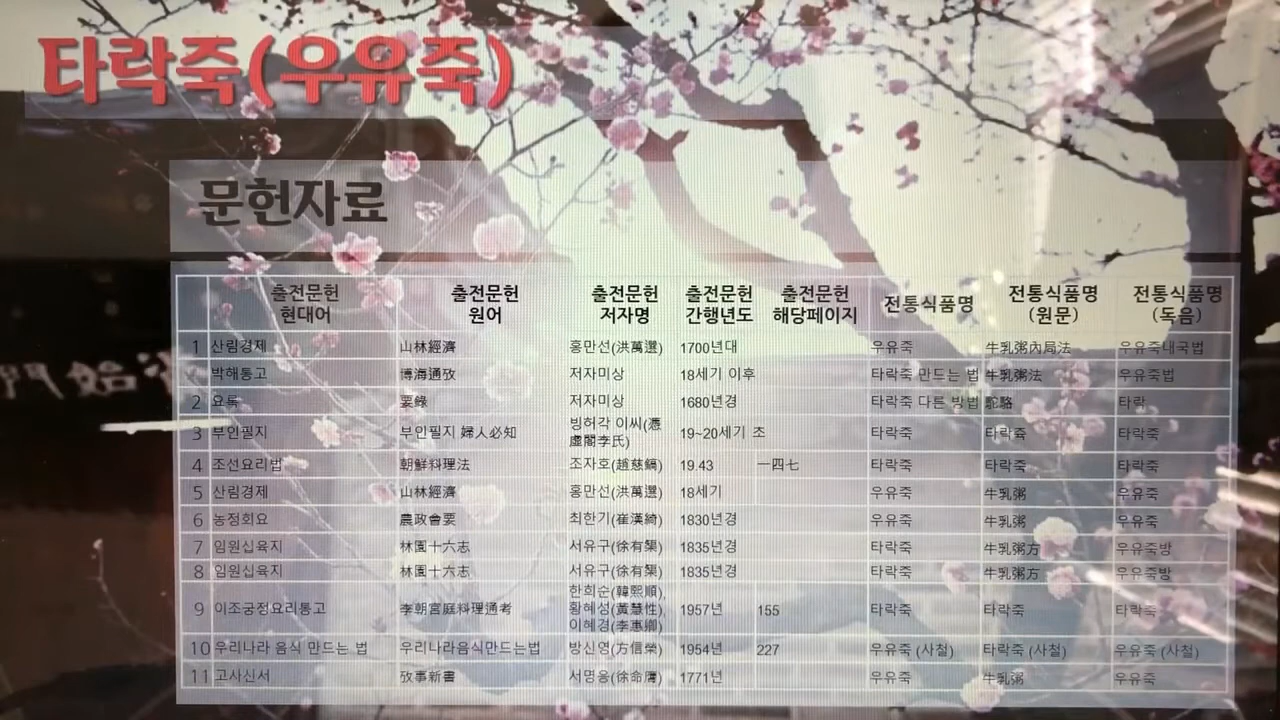 타락죽(우유죽)
문헌자료
출전문헌 현대어 출전문헌 원어 출전문헌 저자명 출전문헌 간행년도 출전문헌 해당페이지 전통식품명 전통식품명 (원문) 전통식품명 (독음)
1 산림경제 山林經濟 홍만선(洪萬選) 1700년대 우유죽 牛乳粥內局法 우유죽내국법
박해통고 博海通攷 저자미상 18세기 이후 타락죽 만드는 법 牛乳粥法 우유죽법
2 요록 要錄 저자미상 1680년경 타락죽 다른 방법 駝駱 타락
3 부인필지 부인필지 婦人必知 빙허각 이씨(憑虛閣李氏) 19~20세기 초 타락죽 타락죽 타락죽
4 조선요리법 朝鮮料理法 조자호(趙慈鎬) 19.43 一四七 타락죽 타락죽 타락죽
5 산림경제 山林經濟 홍만선(洪萬選) 18세기 우유죽 牛乳粥 우유죽
6 농정회요 農政會要 최한기(崔漢綺) 1830년경 우유죽 牛乳粥 우유죽
7 임원십육지 林園十六志 서유구(徐有榘) 1835년경 타락죽 牛乳粥方 우유죽방
8 임원십육지 林園十六志 서유구(徐有榘) 1835년경 타락죽 牛乳粥方 우유죽방
9 이조궁정요리통고 李朝宮庭料理通考 한희순(韓熙順), 황혜성(黃慧性), 이혜경(李惠卿) 1957년 155 타락죽 타락죽 타락죽
10 우리나라 음식 만드는 법 우리나라음식만드는법 방신영(方信榮) 1954년 227 우유죽 (사철) 타락죽 (사철) 우유죽 (사철)
11 고사신서 攷事新書 서명응(徐命膺) 1771년 우유죽 牛乳粥 우유죽